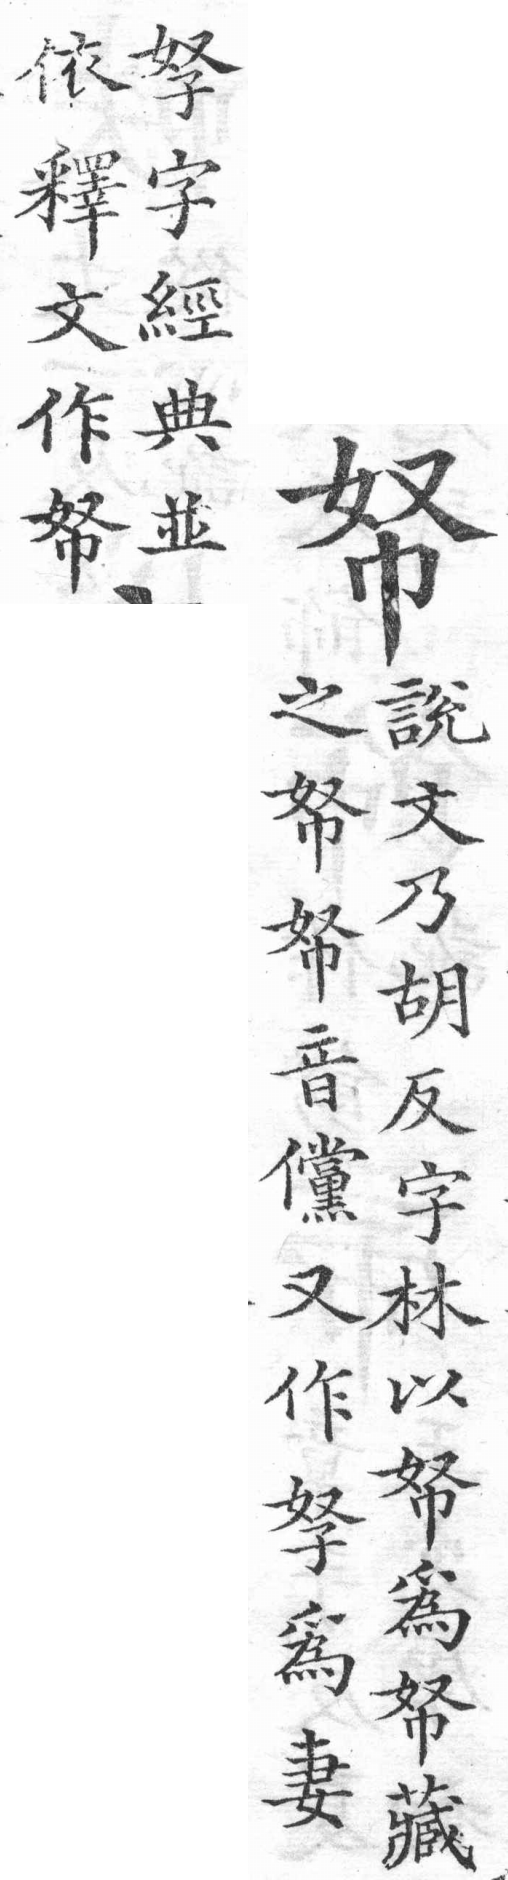 帑
説文乃胡反字林以帑爲帑藏
之帑帑音儻又作孥爲妻
孥字經典並
依釋文作帑